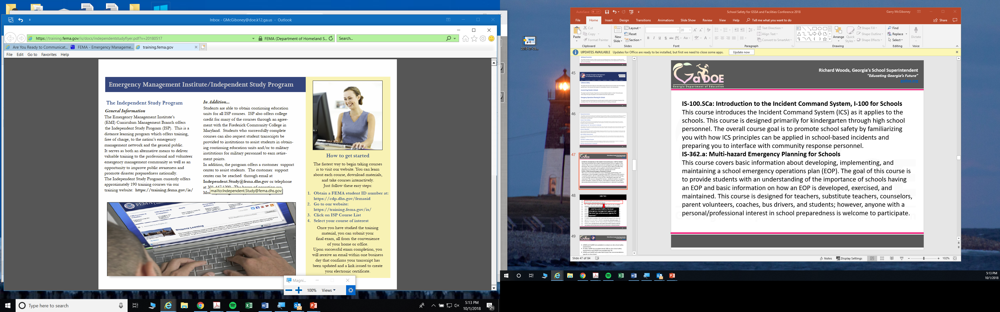 Inbox - GMcGiboney@doe.k12.ga.us - Outlook
https://training.fema.gov/is/docs/independentstudyflyer.pdf?v=20180517
FEMA (Department of Homeland S...
Search...
Are You Ready to Communicat...
FEMA - Emergency Manageme...
training.fema.gov
File Edit Go to Favorites Help
Emergency Management Institute/Independent Study Program
The Independent Study Program
General Information
The Emergency Management Institute's
(EMI) Curriculum Management Branch offers
the Independent Study Program (ISP). This is a
distance learning program which offers training,
free of charge, to the nation's emergency
management network and the general public.
It serves as both an alternative means to deliver
valuable training to the professional and volunteer
emergency management community as well as an
opportunity to improve public awareness and
promote disaster preparedness nationally.
The Independent Study Program currently offers
approximately 190 training courses via our
training website: https://training.fema.gov/is/
In Addition...
Students are able to obtain continuing education
units for all ISP courses. ISP also offers college
credit for many of the courses through an agree-
ment with the Frederick Community College in
Maryland. Students who successfully complete
courses can also request student transcripts be
provided to institutions to assist students in obtain-
ing continuing education units and/or to military
institutions for military personnel to earn retire-
ment points.
In addition, the program offers a customer support
center to assist students. The customer support
center can be reached through email at
Independent.Study@fema.dhs.gov or telephone
at 301-447-1200. The hours of operation are
mailto:Independent.Study@fema.dhs.gov
FEMA
Distance Learning
How to get started
The fastest way to begin taking courses
is to visit our website. You can learn
about each course, download materials,
and take courses interactively.
Just follow these easy steps:
1. Obtain a FEMA student ID number at:
https://cdp.dhs.gov/femasid
2. Go to our website:
https://training.fema.gov/is/
3. Click on ISP Course List
4. Select your course of interest
Once you have studied the training
material, you can submit your
final exam, all from the convenience
of your home or office.
Upon successful exam completion, you
will receive an email within one business
day that confirms your transcript has
been updated and a link issued to create
your electronic certificate.
Magni...
100% Views
Type here to search
5:13 PM
10/1/2018
21
2018-07-05...
AutoSave Off
School Safety for GSSA and Facilities Conference 2018
Garry McGiboney
File Home Insert Design Transitions Animations Slide Show Review View Help Tell me what you want to do
Share
Paste
Cut
Copy
Format Painter
Clipboard
New
Slide
Layout
Reset
Section
Slides
20
Font
Text Direction
Align Text
Convert to SmartArt
Paragraph
Arrange
Quick
Styles
Shape Fill
Shape Outline
Shape Effects
Drawing
Find
Replace
Select
Editing
Dictate
Voice
UPDATES AVAILABLE Updates for Office are ready to be installed, but first we need to close some apps. Update now
45
46
47
48
HB 763
"...shall be submitted to the local
emergency management agency and
the local law enforcement agency for
approval."
49
GaDOE
Georgia Department of Education
Richard Woods, Georgia's School Superintendent
"Educating Georgia's Future"
IS-100.SCa: Introduction to the Incident Command System, I-100 for Schools
This course introduces the Incident Command System (ICS) as it applies to the
schools. This course is designed primarily for kindergarten through high school
personnel. The overall course goal is to promote school safety by familiarizing
you with how ICS principles can be applied in school-based incidents and
preparing you to interface with community response personnel.
IS-362.a: Multi-hazard Emergency Planning for Schools
This course covers basic information about developing, implementing, and
maintaining a school emergency operations plan (EOP). The goal of this course is
to provide students with an understanding of the importance of schools having
an EOP and basic information on how an EOP is developed, exercised, and
maintained. This course is designed for teachers, substitute teachers, counselors,
parent volunteers, coaches, bus drivers, and students; however, anyone with a
personal/professional interest in school preparedness is welcome to participate.
Slide 47 of 84
Notes
Display Settings
102%
5:13 PM
10/1/2018